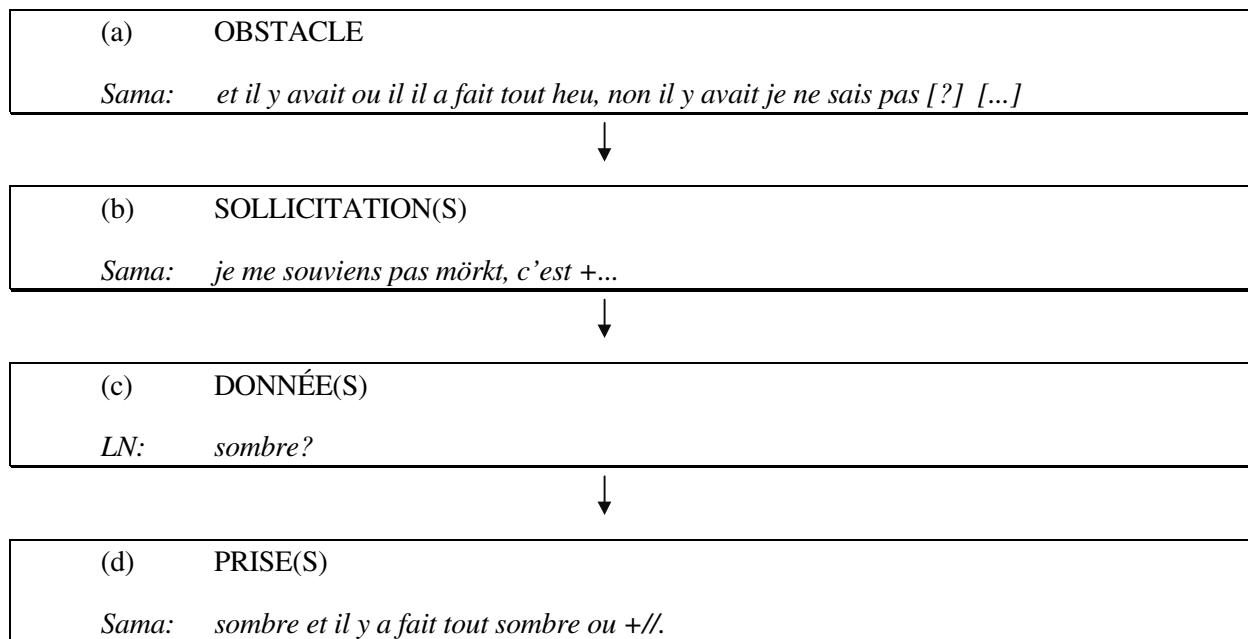 (a) OBSTACLE
Sama: et il y avait ou il il a fait tout heu, non il y avait je ne sais pas [?] [...]
(b) SOLLICITATION(S)
Sama: je me souviens pas mörkt, c’est +...
(c) DONNÉE(S)
LN: sombre?
(d) PRISE(S)
Sama: sombre et il y a fait tout sombre ou +//.